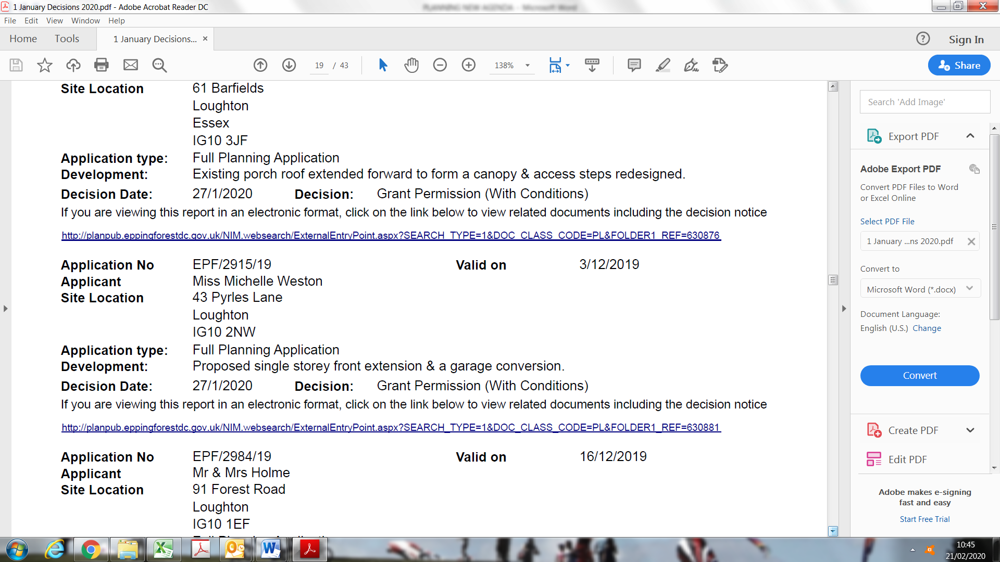 1 January Decisions 2020.pdf - Adobe Acrobat Reader DC
PLANNING NEW AGENDA - Microsoft Word
File Edit View Window Help
Home Tools 1 January Decisions... × Sign In
19 / 43 138% Share
Site Location 61 Barfields
Loughton
Essex
IG10 3JF
Application type: Full Planning Application
Development: Existing porch roof extended forward to form a canopy & access steps redesigned.
Decision Date: 27/1/2020 Decision: Grant Permission (With Conditions)
If you are viewing this report in an electronic format, click on the link below to view related documents including the decision notice
http://planpub.eppingforestdc.gov.uk/NIM.websearch/ExternalEntryPoint.aspx?SEARCH_TYPE=1&DOC_CLASS_CODE=PL&FOLDER1_REF=630876
Application No EPF/2915/19 Valid on 3/12/2019
Applicant Miss Michelle Weston
Site Location 43 Pyrles Lane
Loughton
IG10 2NW
Application type: Full Planning Application
Development: Proposed single storey front extension & a garage conversion.
Decision Date: 27/1/2020 Decision: Grant Permission (With Conditions)
If you are viewing this report in an electronic format, click on the link below to view related documents including the decision notice
http://planpub.eppingforestdc.gov.uk/NIM.websearch/ExternalEntryPoint.aspx?SEARCH_TYPE=1&DOC_CLASS_CODE=PL&FOLDER1_REF=630881
Application No EPF/2984/19 Valid on 16/12/2019
Applicant Mr & Mrs Holme
Site Location 91 Forest Road
Loughton
IG10 1EF
Search 'Add Image'
Export PDF
Adobe Export PDF
Convert PDF Files to Word
or Excel Online
Select PDF File
1 January ...ns 2020.pdf
Convert to
Microsoft Word (*.docx)
Document Language:
English (U.S.) Change
Convert
Create PDF
Edit PDF
Adobe makes e-signing
fast and easy
Start Free Trial
10:45
21/02/2020